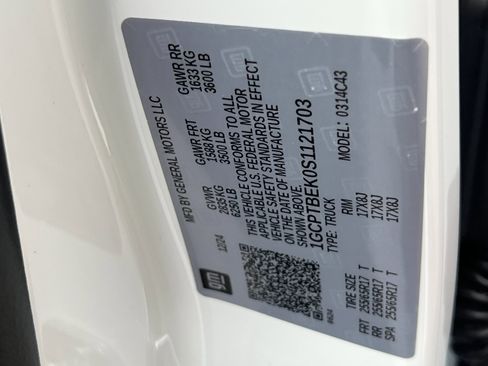 MFD BY GENERAL MOTORS LLC
12/24
GVWR
2835 KG
6250 LB
GAWR FRT
1588 KG
3500 LB
GAWR RR
1633 KG
3600 LB
THIS VEHICLE CONFORMS TO ALL
APPLICABLE U.S. FEDERAL MOTOR
VEHICLE SAFETY STANDARDS IN EFFECT
ON THE DATE OF MANUFACTURE
1GCPTBEK0S1121703
TYPE: TRUCK
MODEL: 0314C43
gm
TIRE SIZE
RIM
FRT 255/65R17 T 17X8J
RR 255/65R17 T 17X8J
SPA 255/65R17 T 17X8J